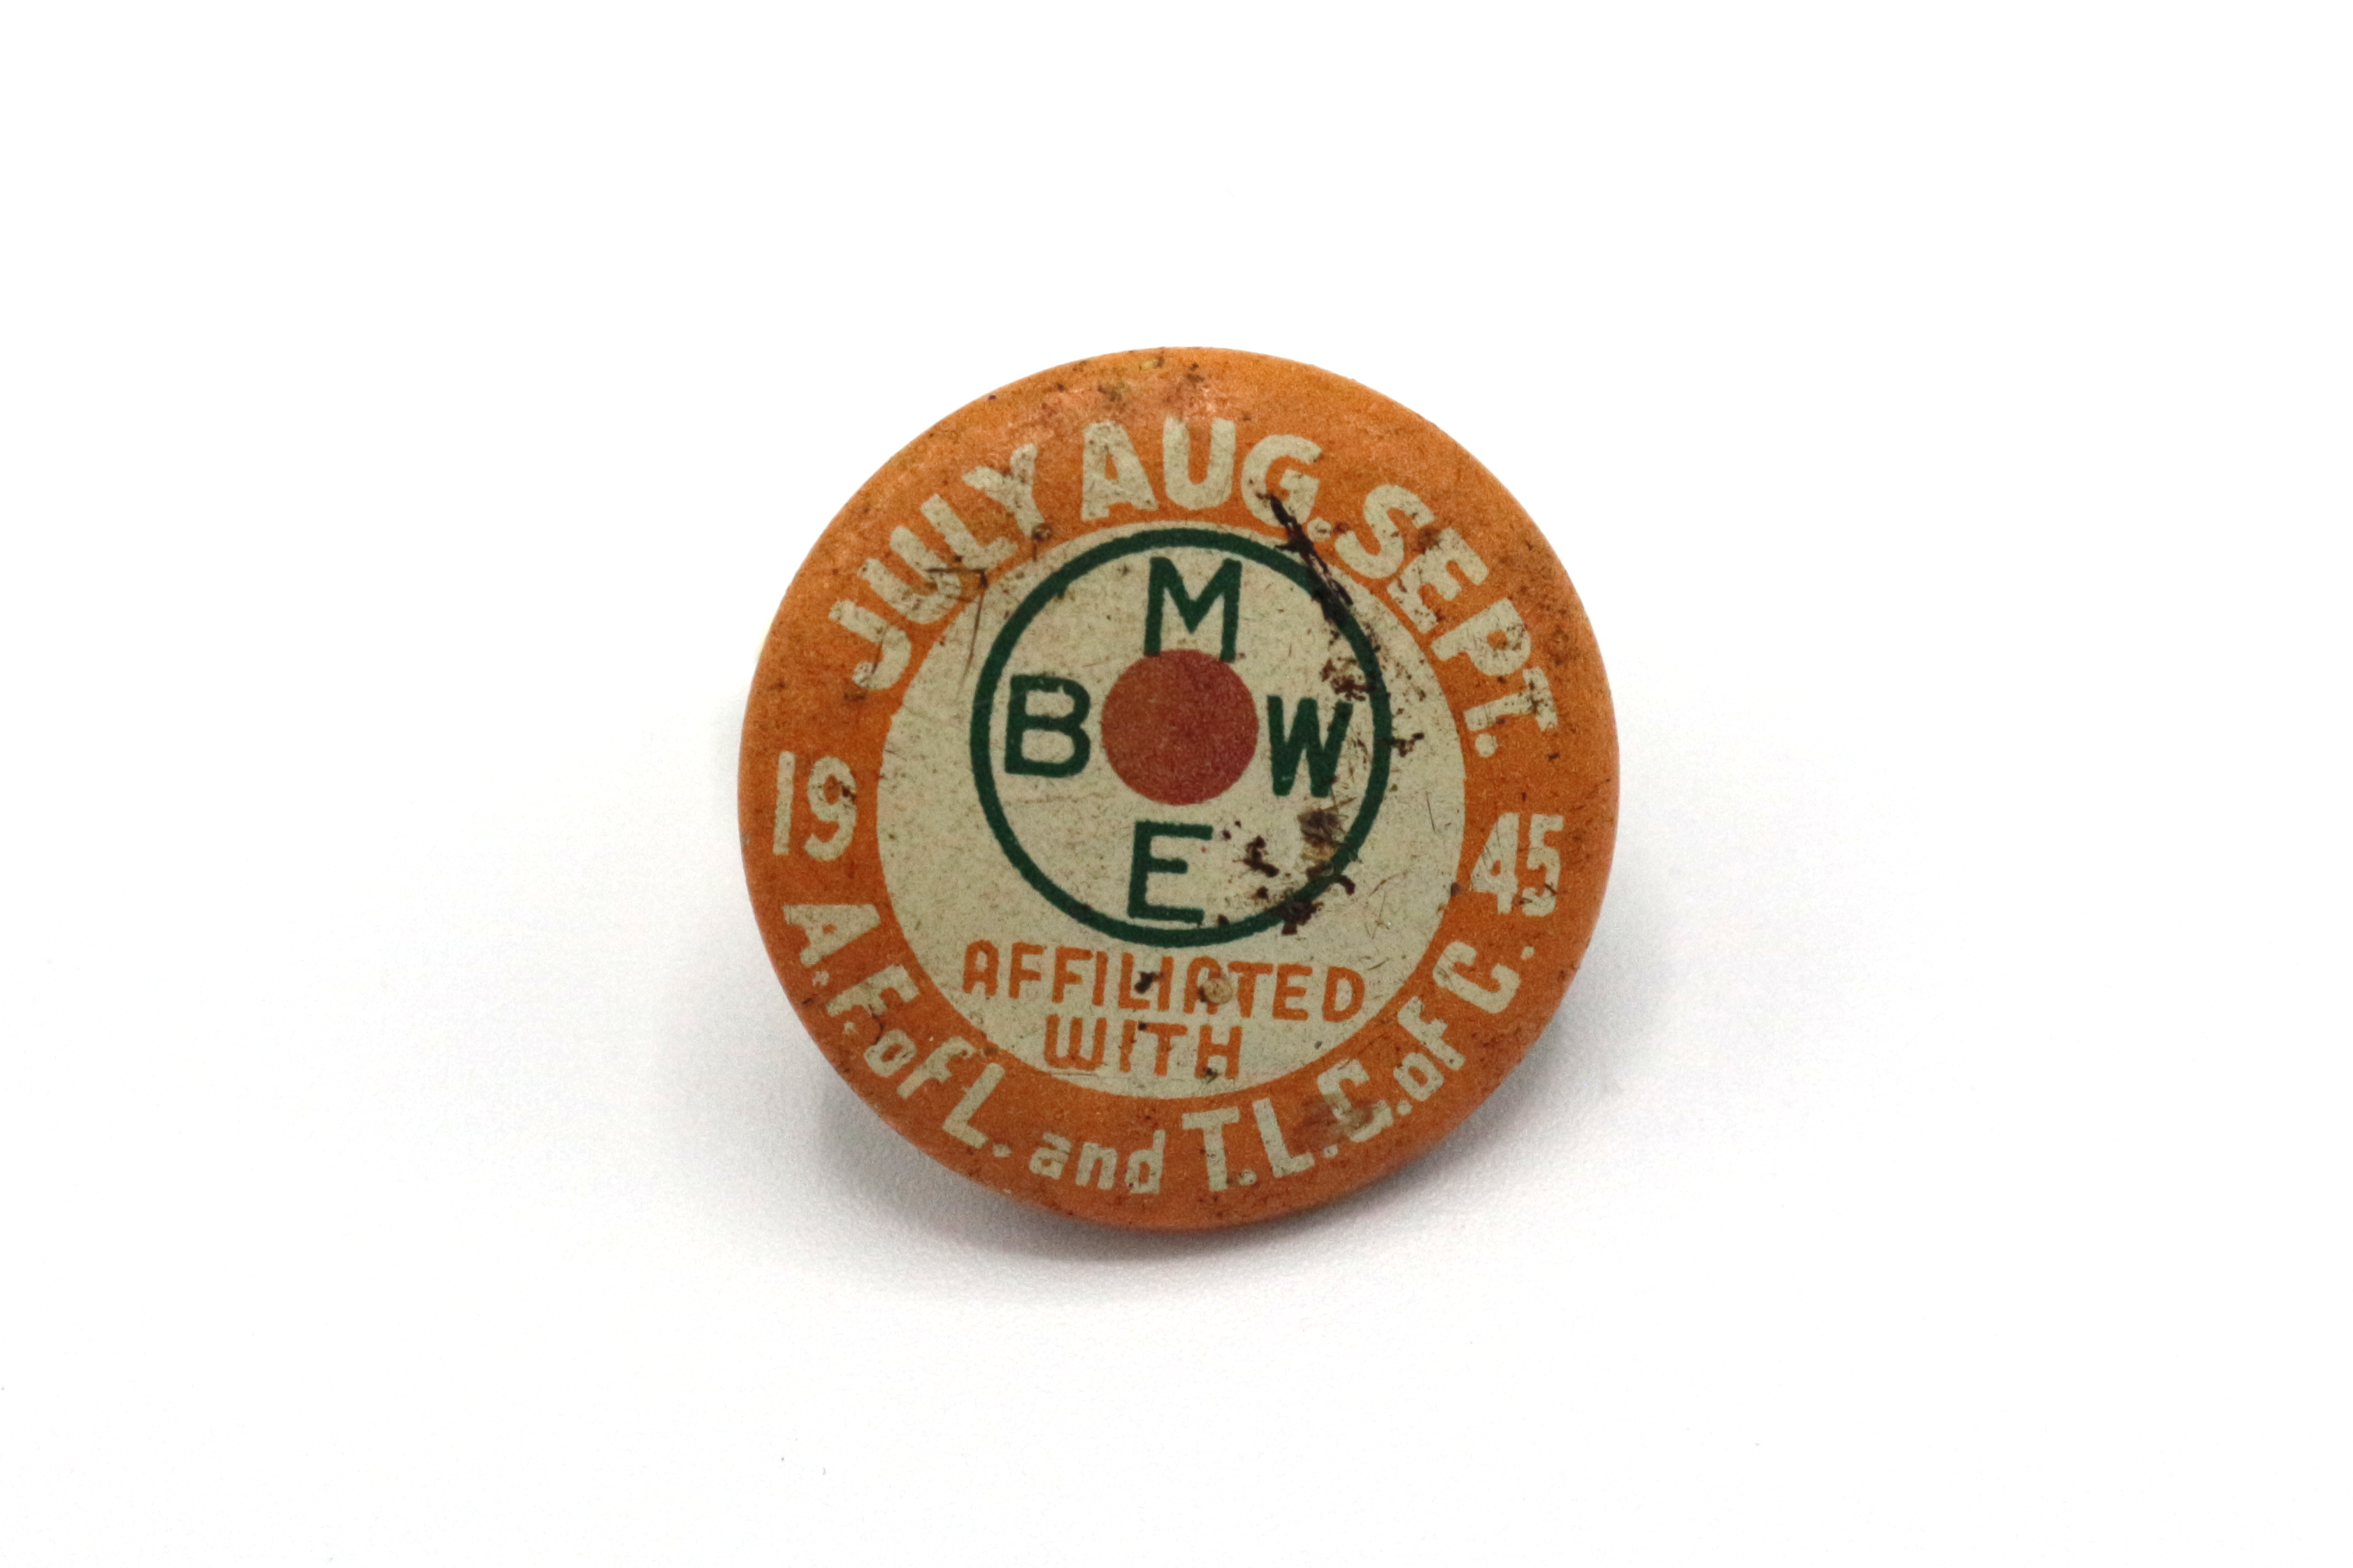 JULY AUG. SEPT.
19 45
M
B W
E
AFFILIATED
WITH
A.F. of L. and T.L.C. of C.